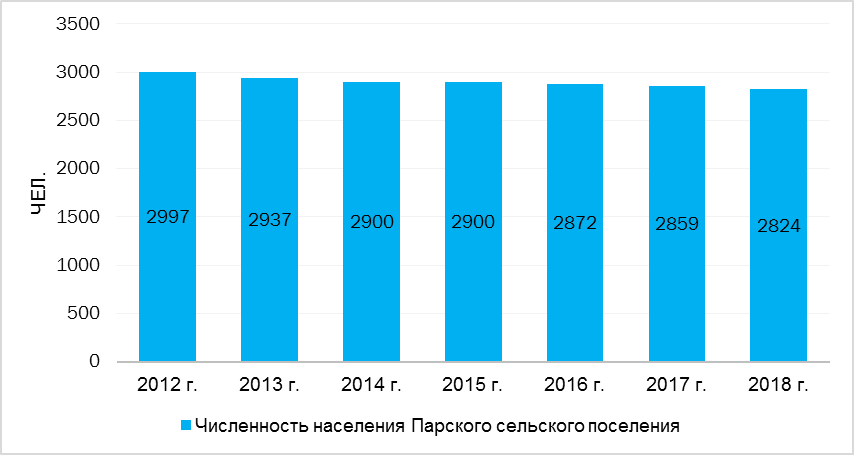 3500
3000
2500
2000
1500
1000
500
0
ЧЕЛ.
2997 2937 2900 2900 2872 2859 2824
2012 г. 2013 г. 2014 г. 2015 г. 2016 г. 2017 г. 2018 г.
Численность населения Парского сельского поселения